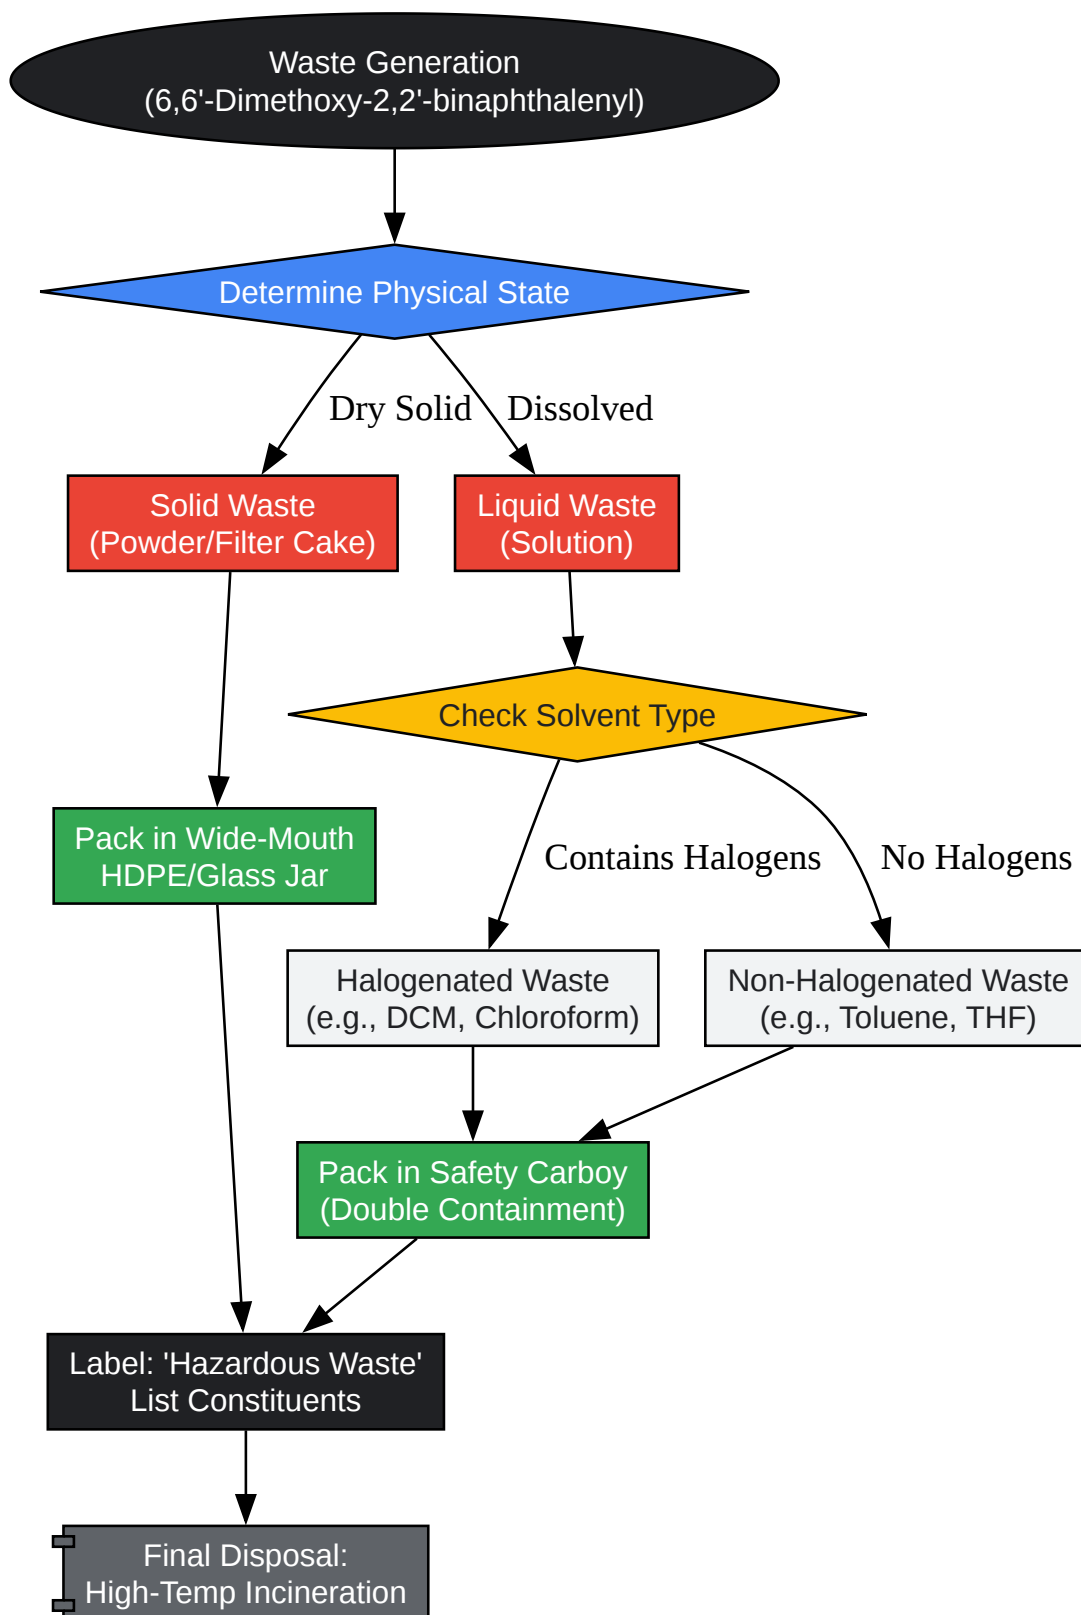 Waste Generation
(6,6'-Dimethoxy-2,2'-binaphthalenyl)
Determine Physical State
Dry Solid
Dissolved
Solid Waste
(Powder/Filter Cake)
Liquid Waste
(Solution)
Check Solvent Type
Pack in Wide-Mouth
HDPE/Glass Jar
Contains Halogens
No Halogens
Halogenated Waste
(e.g., DCM, Chloroform)
Non-Halogenated Waste
(e.g., Toluene, THF)
Pack in Safety Carboy
(Double Containment)
Label: 'Hazardous Waste'
List Constituents
Final Disposal:
High-Temp Incineration